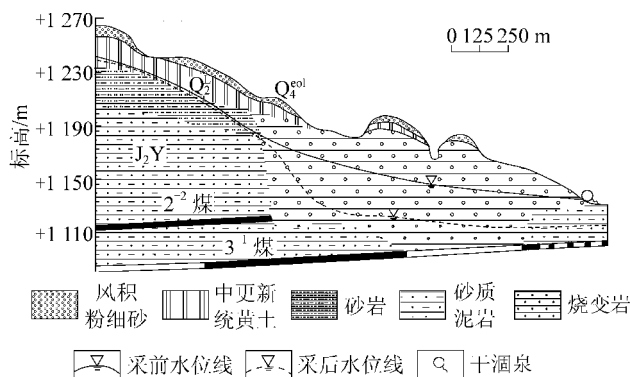 +1 270
+1 230
+1 190
+1 150
+1 110
标高/m
0 125 250 m
Q₂
Q₄ᵉᵒˡ
J₂Y
2⁻² 煤
3⁻¹ 煤
风积粉细砂
中更新统黄土
砂岩
砂质泥岩
烧变岩
采前水位线
采后水位线
干涸泉